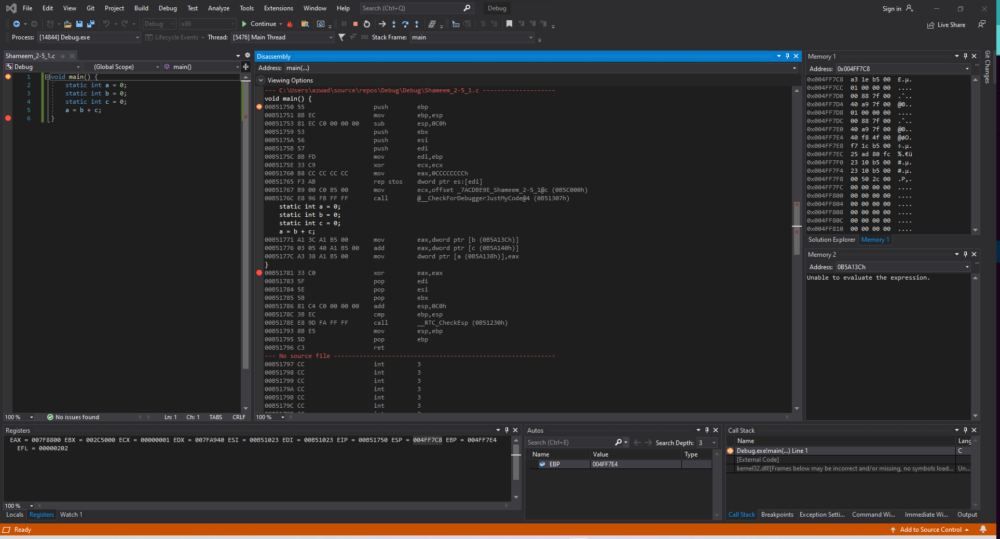 File Edit View Git Project Build Debug Test Analyze Tools Extensions Window Help Search (Ctrl+Q) Debug Sign in
Debug x86 Continue Live Share
Process: [14844] Debug.exe Lifecycle Events Thread: [5476] Main Thread Stack Frame: main
Shameem_2-5_1.c
Debug (Global Scope) main()
1 void main() {
2 static int a = 0;
3 static int b = 0;
4 static int c = 0;
5 a = b + c;
6 }
100 % No issues found Ln: 1 Ch: 1 TABS CRLF
Disassembly
Address: main(...)
Viewing Options
--- C:\Users\azwad\source\repos\Debug\Debug\Shameem_2-5_1.c --------------------
void main() {
00B51750 55 push ebp
00B51751 8B EC mov ebp,esp
00B51753 81 EC C0 00 00 00 sub esp,0C0h
00B51759 53 push ebx
00B5175A 56 push esi
00B5175B 57 push edi
00B5175C 8B FD mov edi,ebp
00B5175E 33 C9 xor ecx,ecx
00B51760 B8 CC CC CC CC mov eax,0CCCCCCCCh
00B51765 F3 AB rep stos dword ptr es:[edi]
00B51767 B9 00 C0 B5 00 mov ecx,offset _7ACDBE9E_Shameem_2-5_1@c (0B5C000h)
00B5176C E8 96 FB FF FF call @__CheckForDebuggerJustMyCode@4 (0B51307h)
static int a = 0;
static int b = 0;
static int c = 0;
a = b + c;
00B51771 A1 3C A1 B5 00 mov eax,dword ptr [b (0B5A13Ch)]
00B51776 03 05 40 A1 B5 00 add eax,dword ptr [c (0B5A140h)]
00B5177C A3 38 A1 B5 00 mov dword ptr [a (0B5A138h)],eax
}
00B51781 33 C0 xor eax,eax
00B51783 5F pop edi
00B51784 5E pop esi
00B51785 5B pop ebx
00B51786 81 C4 C0 00 00 00 add esp,0C0h
00B5178C 3B EC cmp ebp,esp
00B5178E E8 9D FA FF FF call __RTC_CheckEsp (0B51230h)
00B51793 8B E5 mov esp,ebp
00B51795 5D pop ebp
00B51796 C3 ret
--- No source file -------------------------------------------------------------
00B51797 CC int 3
00B51798 CC int 3
00B51799 CC int 3
00B5179A CC int 3
00B5179B CC int 3
00B5179C CC int 3
100 %
Memory 1
Address: 0x004FF7C8
0x004FF7C8 a3 1e b5 00 £.µ.
0x004FF7CC 01 00 00 00 ....
0x004FF7D0 00 88 7f 00 .ˆ..
0x004FF7D4 40 a9 7f 00 @©..
0x004FF7D8 01 00 00 00 ....
0x004FF7DC 00 88 7f 00 .ˆ..
0x004FF7E0 40 a9 7f 00 @©..
0x004FF7E4 40 f8 4f 00 @øO.
0x004FF7E8 f7 1c b5 00 ÷.µ.
0x004FF7EC 25 ad 80 fc %.€ü
0x004FF7F0 23 10 b5 00 #.µ.
0x004FF7F4 23 10 b5 00 #.µ.
0x004FF7F8 00 50 2c 00 .P,.
0x004FF7FC 00 00 00 00 ....
0x004FF800 00 00 00 00 ....
0x004FF804 00 00 00 00 ....
0x004FF808 00 00 00 00 ....
0x004FF80C 00 00 00 00 ....
0x004FF810 00 00 00 00 ....
Solution Explorer Memory 1
Memory 2
Address: 0B5A13Ch
Unable to evaluate the expression.
Git Changes
Registers
EAX = 007F8800 EBX = 002C5000 ECX = 00000001 EDX = 007FA940 ESI = 00B51023 EDI = 00B51023 EIP = 00B51750 ESP = 004FF7C8 EBP = 004FF7E4
EFL = 00000202
100 %
Locals Registers Watch 1
Autos
Search (Ctrl+E) Search Depth: 3
Name Value Type
EBP 004FF7E4
Call Stack
Name Lang
Debug.exe!main(...) Line 1 C
[External Code]
kernel32.dll![Frames below may be incorrect and/or missing, no symbols load... Un...
Call Stack Breakpoints Exception Setti... Command Wi... Immediate Wi... Output
Ready Add to Source Control